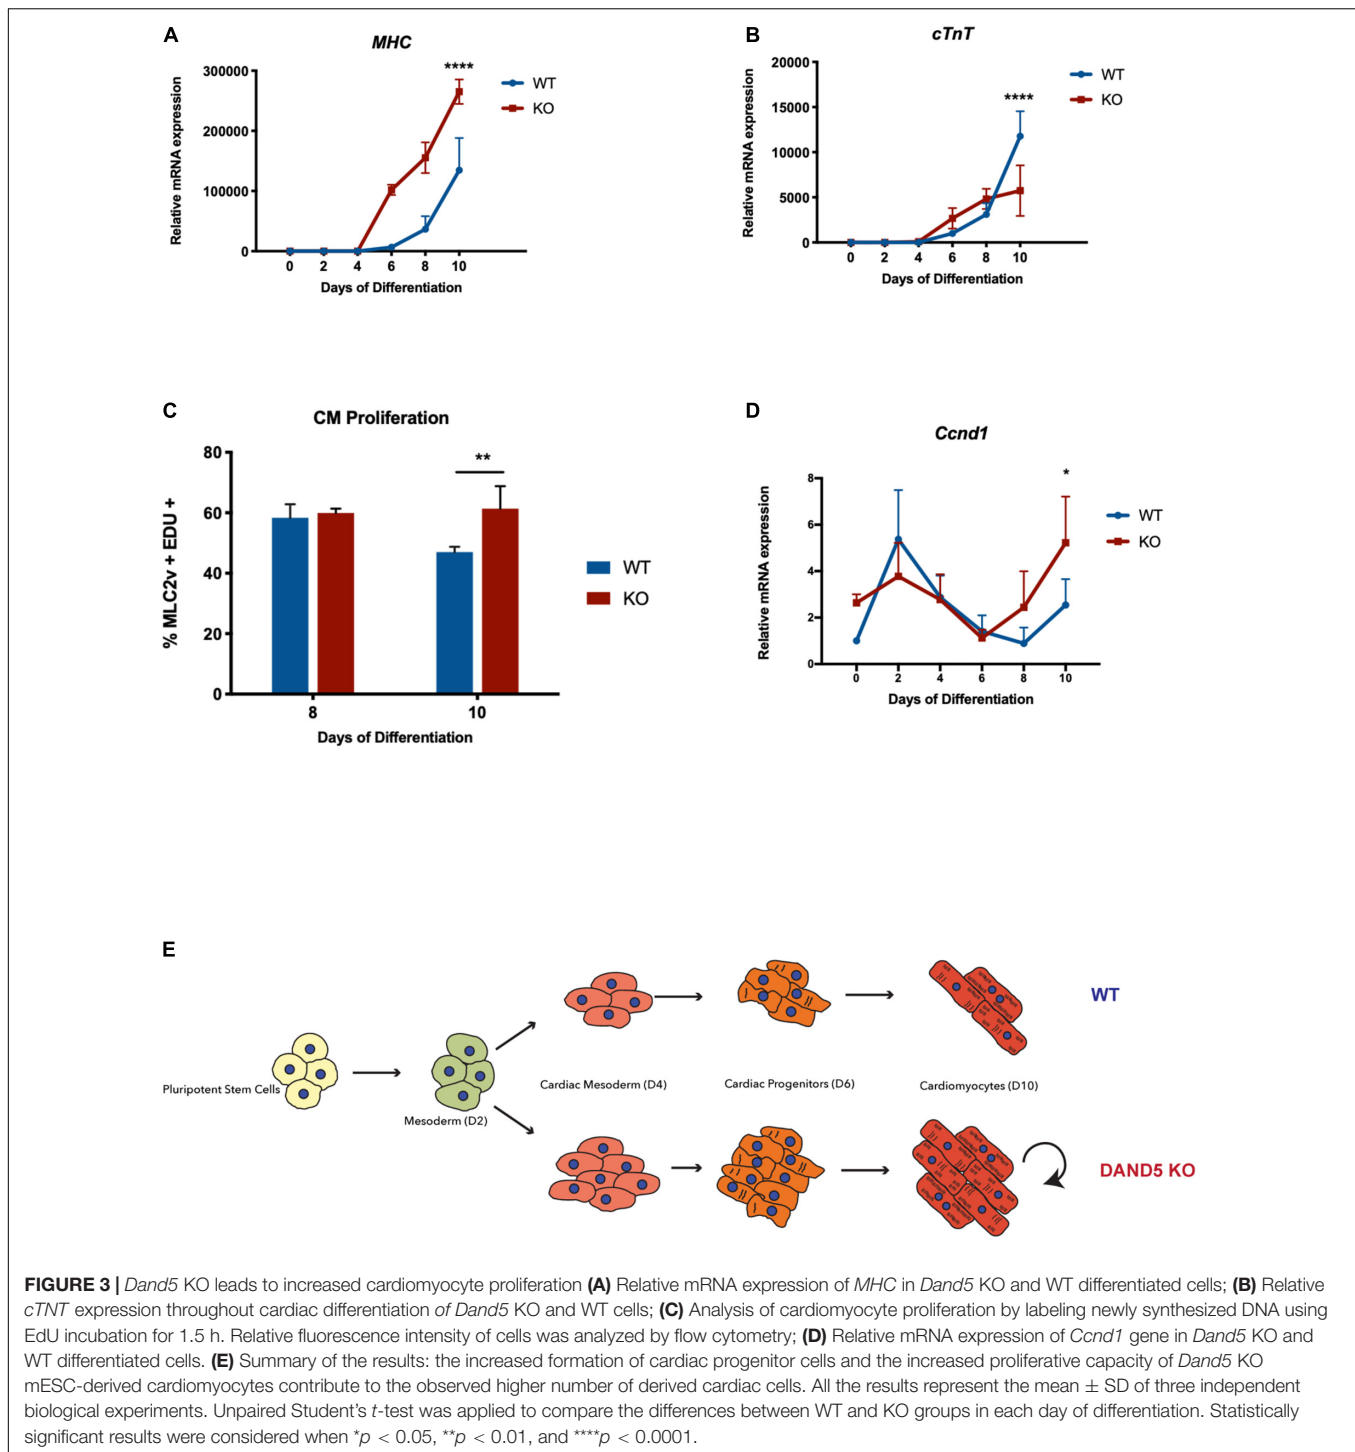 A
MHC
300000
200000
100000
0
Relative mRNA expression
0 2 4 6 8 10
Days of Differentiation
****
WT
KO
B
cTnT
20000
15000
10000
5000
0
Relative mRNA expression
0 2 4 6 8 10
Days of Differentiation
****
WT
KO
C
CM Proliferation
80
60
40
20
0
% MLC2v + EDU +
**
8 10
Days of Differentiation
WT
KO
D
Ccnd1
8
6
4
2
0
Relative mRNA expression
0 2 4 6 8 10
Days of Differentiation
*
WT
KO
E
WT
Pluripotent Stem Cells
Mesoderm (D2)
Cardiac Mesoderm (D4)
Cardiac Progenitors (D6)
Cardiomyocytes (D10)
DAND5 KO
FIGURE 3 | Dand5 KO leads to increased cardiomyocyte proliferation (A) Relative mRNA expression of MHC in Dand5 KO and WT differentiated cells; (B) Relative
cTNT expression throughout cardiac differentiation of Dand5 KO and WT cells; (C) Analysis of cardiomyocyte proliferation by labeling newly synthesized DNA using
EdU incubation for 1.5 h. Relative fluorescence intensity of cells was analyzed by flow cytometry; (D) Relative mRNA expression of Ccnd1 gene in Dand5 KO and
WT differentiated cells. (E) Summary of the results: the increased formation of cardiac progenitor cells and the increased proliferative capacity of Dand5 KO
mESC-derived cardiomyocytes contribute to the observed higher number of derived cardiac cells. All the results represent the mean ± SD of three independent
biological experiments. Unpaired Student's t-test was applied to compare the differences between WT and KO groups in each day of differentiation. Statistically
significant results were considered when *p < 0.05, **p < 0.01, and ****p < 0.0001.